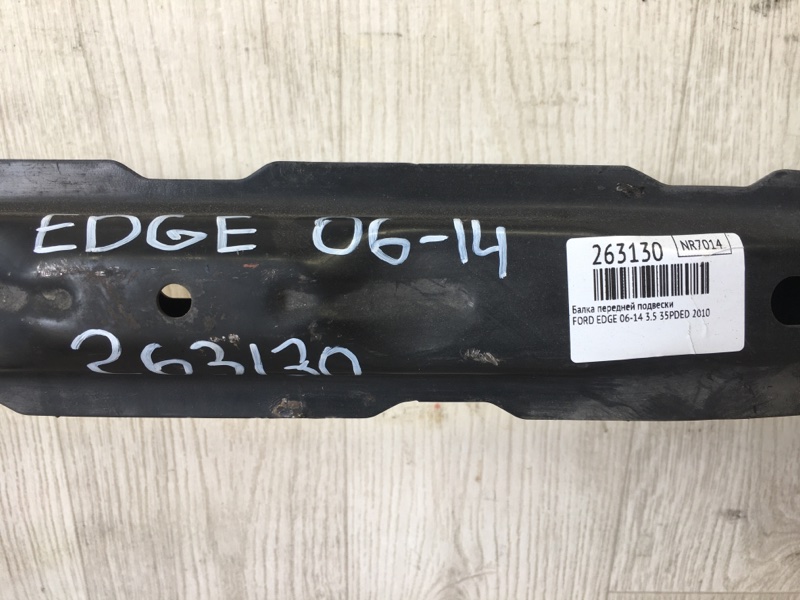 EDGE 06-14
263130
263130 NR7014
Балка передней подвески
FORD EDGE 06-14 3.5 35PDED 2010